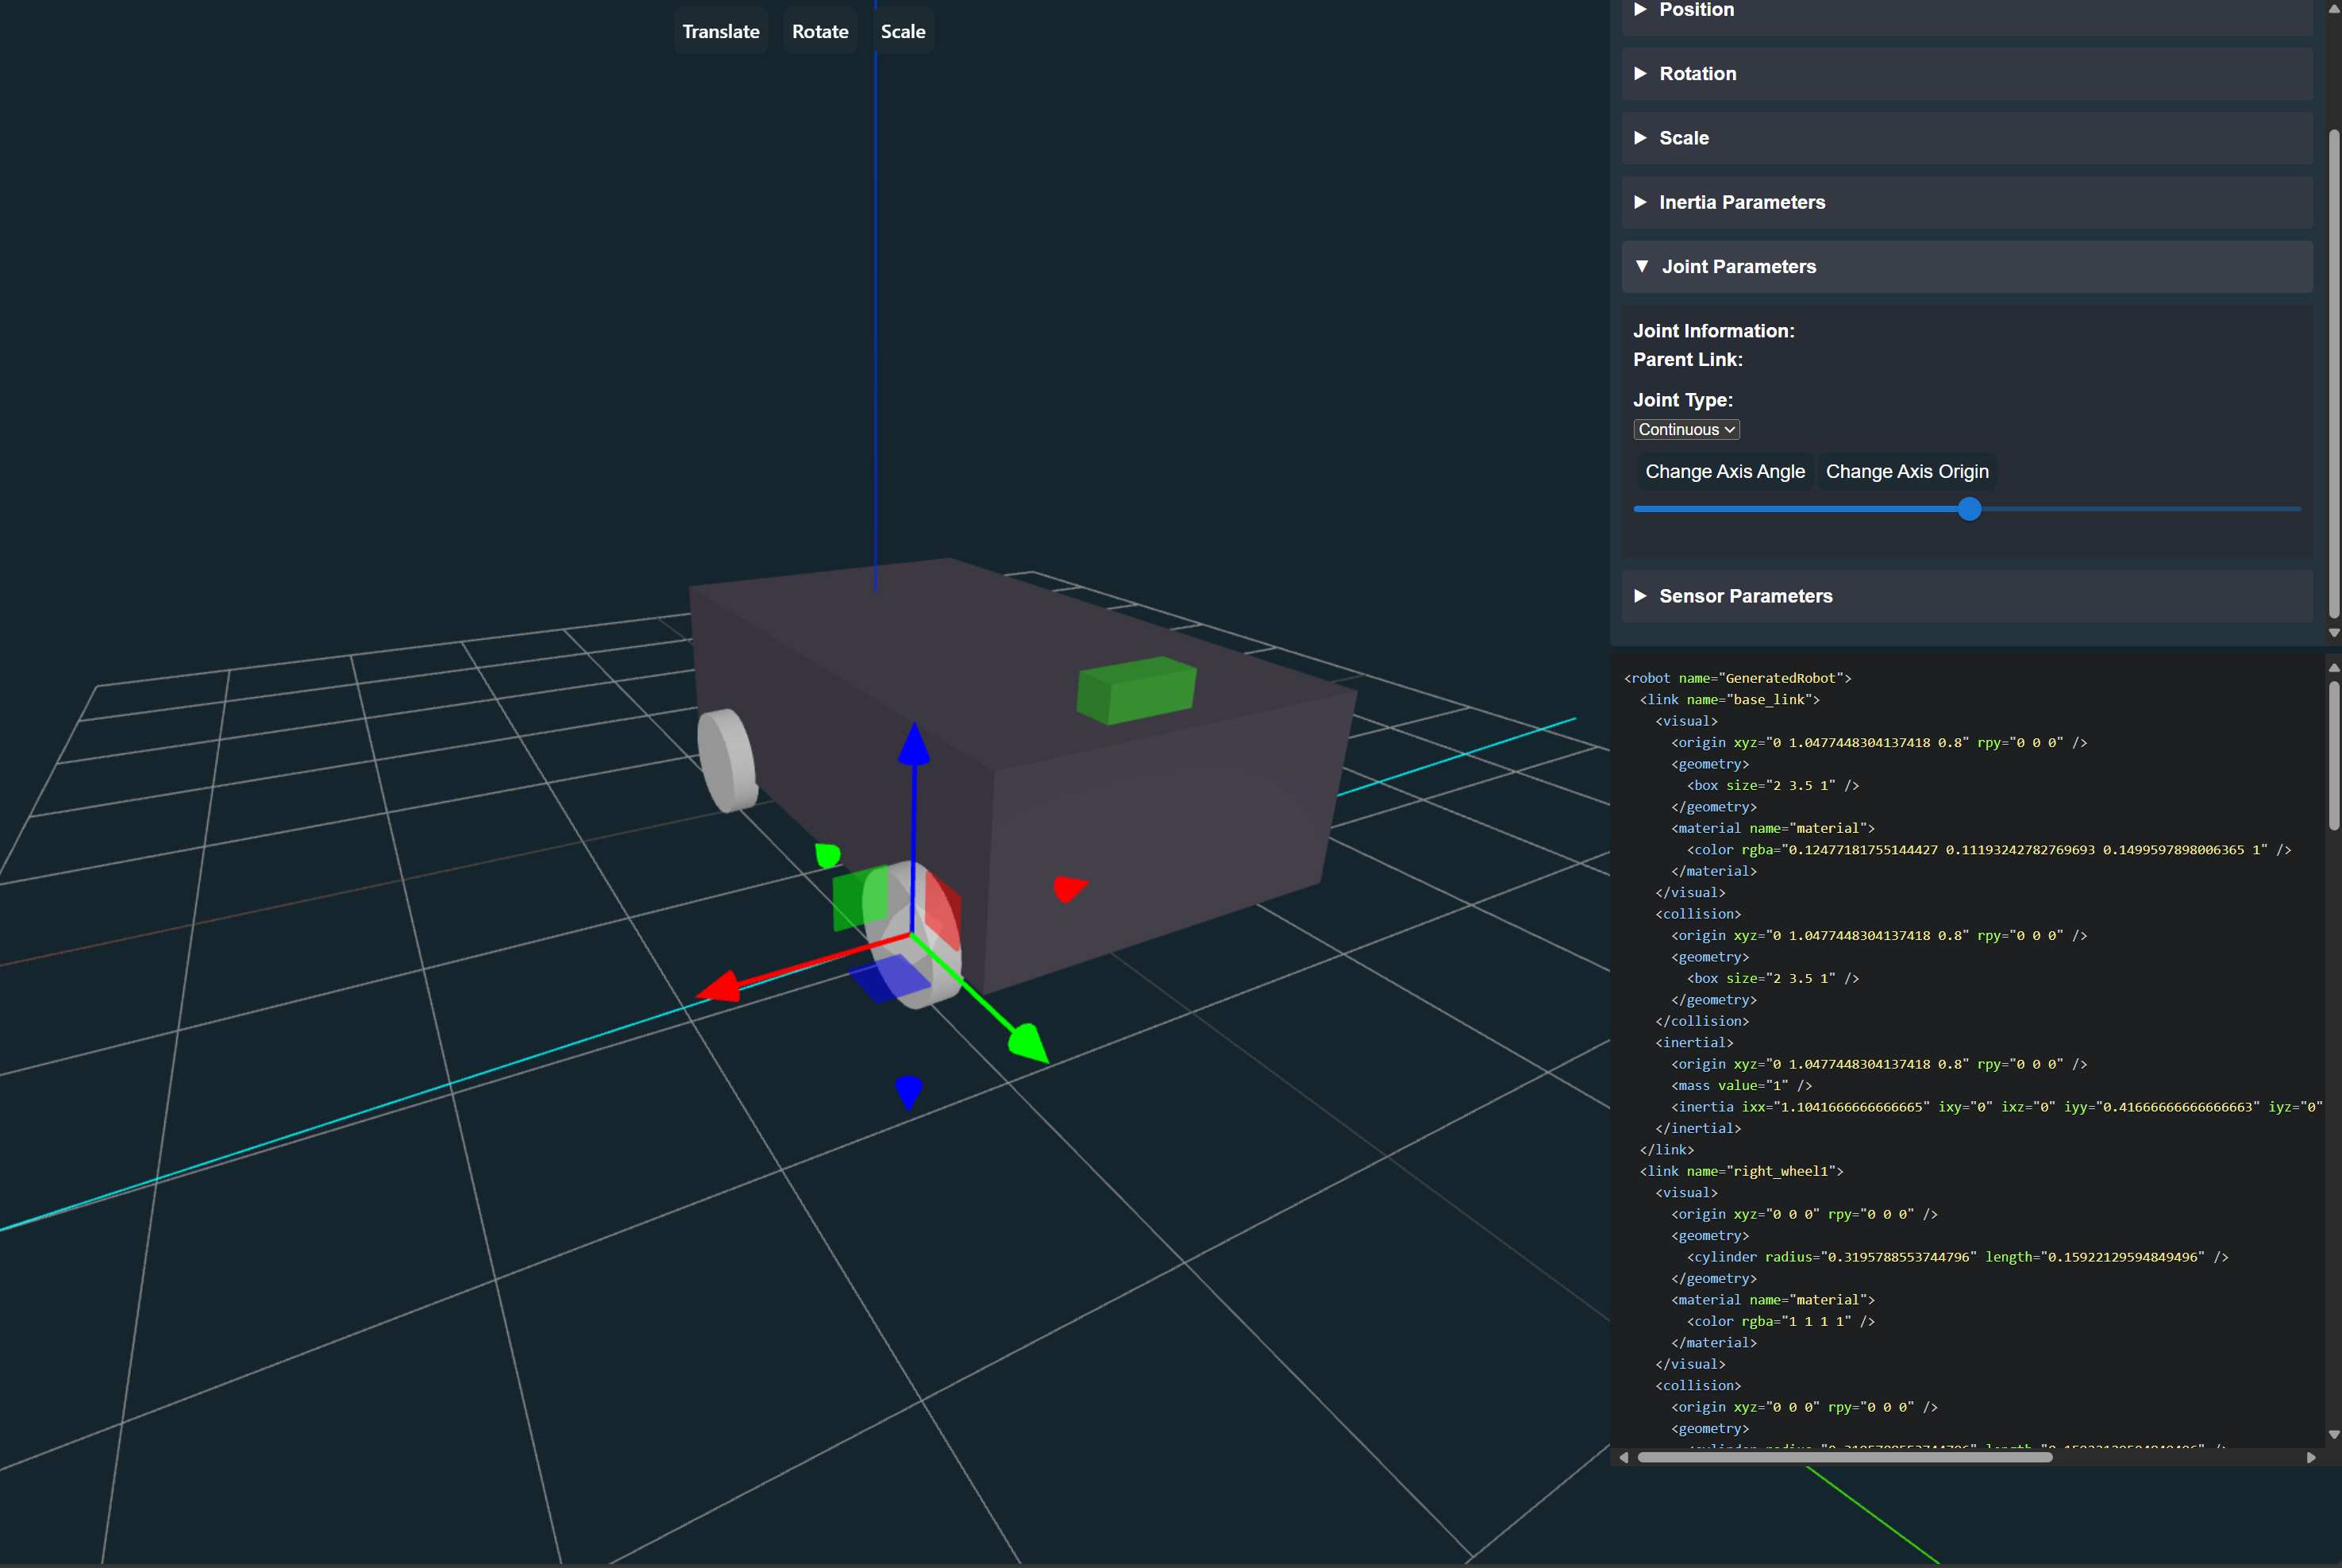 Translate Rotate Scale
Position
Rotation
Scale
Inertia Parameters
Joint Parameters
Joint Information:
Parent Link:
Joint Type:
Continuous
Change Axis Angle Change Axis Origin
Sensor Parameters
<robot name="GeneratedRobot">
<link name="base_link">
<visual>
<origin xyz="0 1.0477448304137418 0.8" rpy="0 0 0" />
<geometry>
<box size="2 3.5 1" />
</geometry>
<material name="material">
<color rgba="0.12477181755144427 0.11193242782769693 0.1499597898006365 1" />
</material>
</visual>
<collision>
<origin xyz="0 1.0477448304137418 0.8" rpy="0 0 0" />
<geometry>
<box size="2 3.5 1" />
</geometry>
</collision>
<inertial>
<origin xyz="0 1.0477448304137418 0.8" rpy="0 0 0" />
<mass value="1" />
<inertia ixx="1.1041666666666665" ixy="0" ixz="0" iyy="0.41666666666666663" iyz="0"
</inertial>
</link>
<link name="right_wheel1">
<visual>
<origin xyz="0 0 0" rpy="0 0 0" />
<geometry>
<cylinder radius="0.3195788553744796" length="0.15922129594849496" />
</geometry>
<material name="material">
<color rgba="1 1 1 1" />
</material>
</visual>
<collision>
<origin xyz="0 0 0" rpy="0 0 0" />
<geometry>